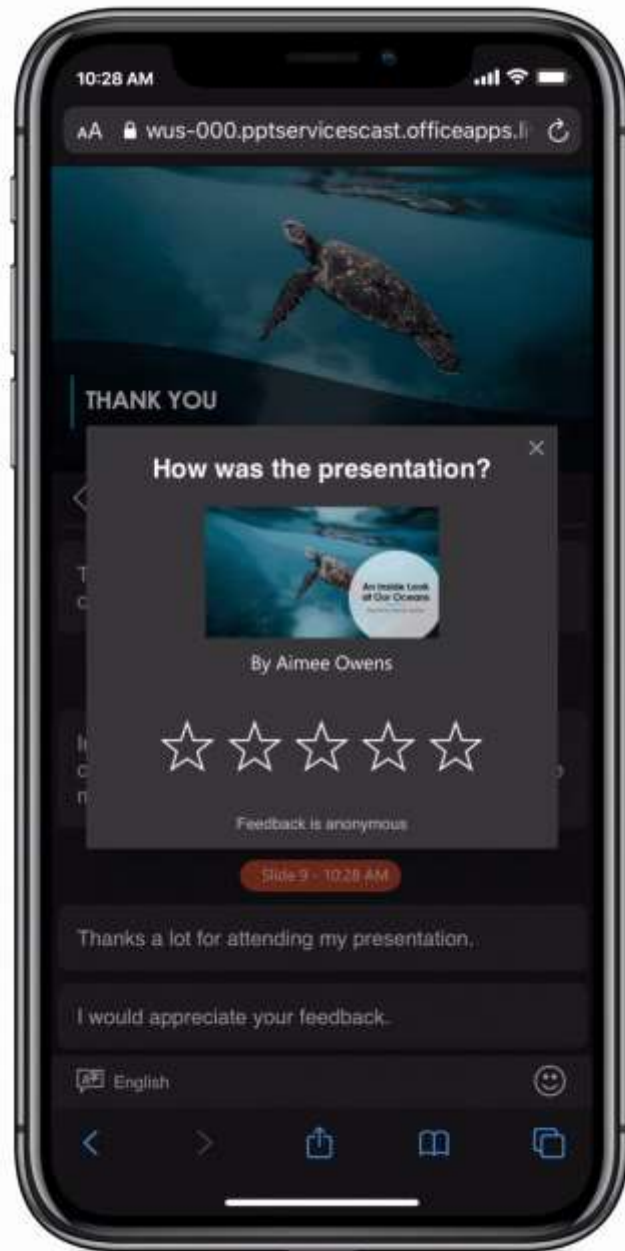 10:28 AM
AA wus-000.pptservicescast.officeapps.li
THANK YOU
How was the presentation?
An Inside Look
at Our Oceans
By Aimee Owens
Feedback is anonymous
Slide 9 - 10:28 AM
Thanks a lot for attending my presentation.
I would appreciate your feedback.
English